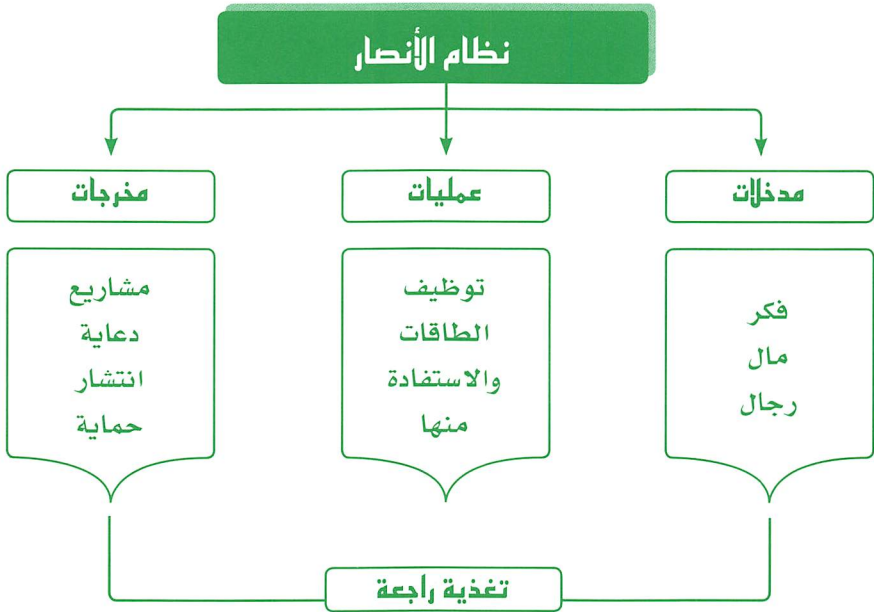 نظام الأنصار
مدخلات
عمليات
مخرجات
فكر
مال
رجال
توظيف
الطاقات
والاستفادة
منها
مشاريع
دعاية
انتشار
حماية
تغذية راجعة